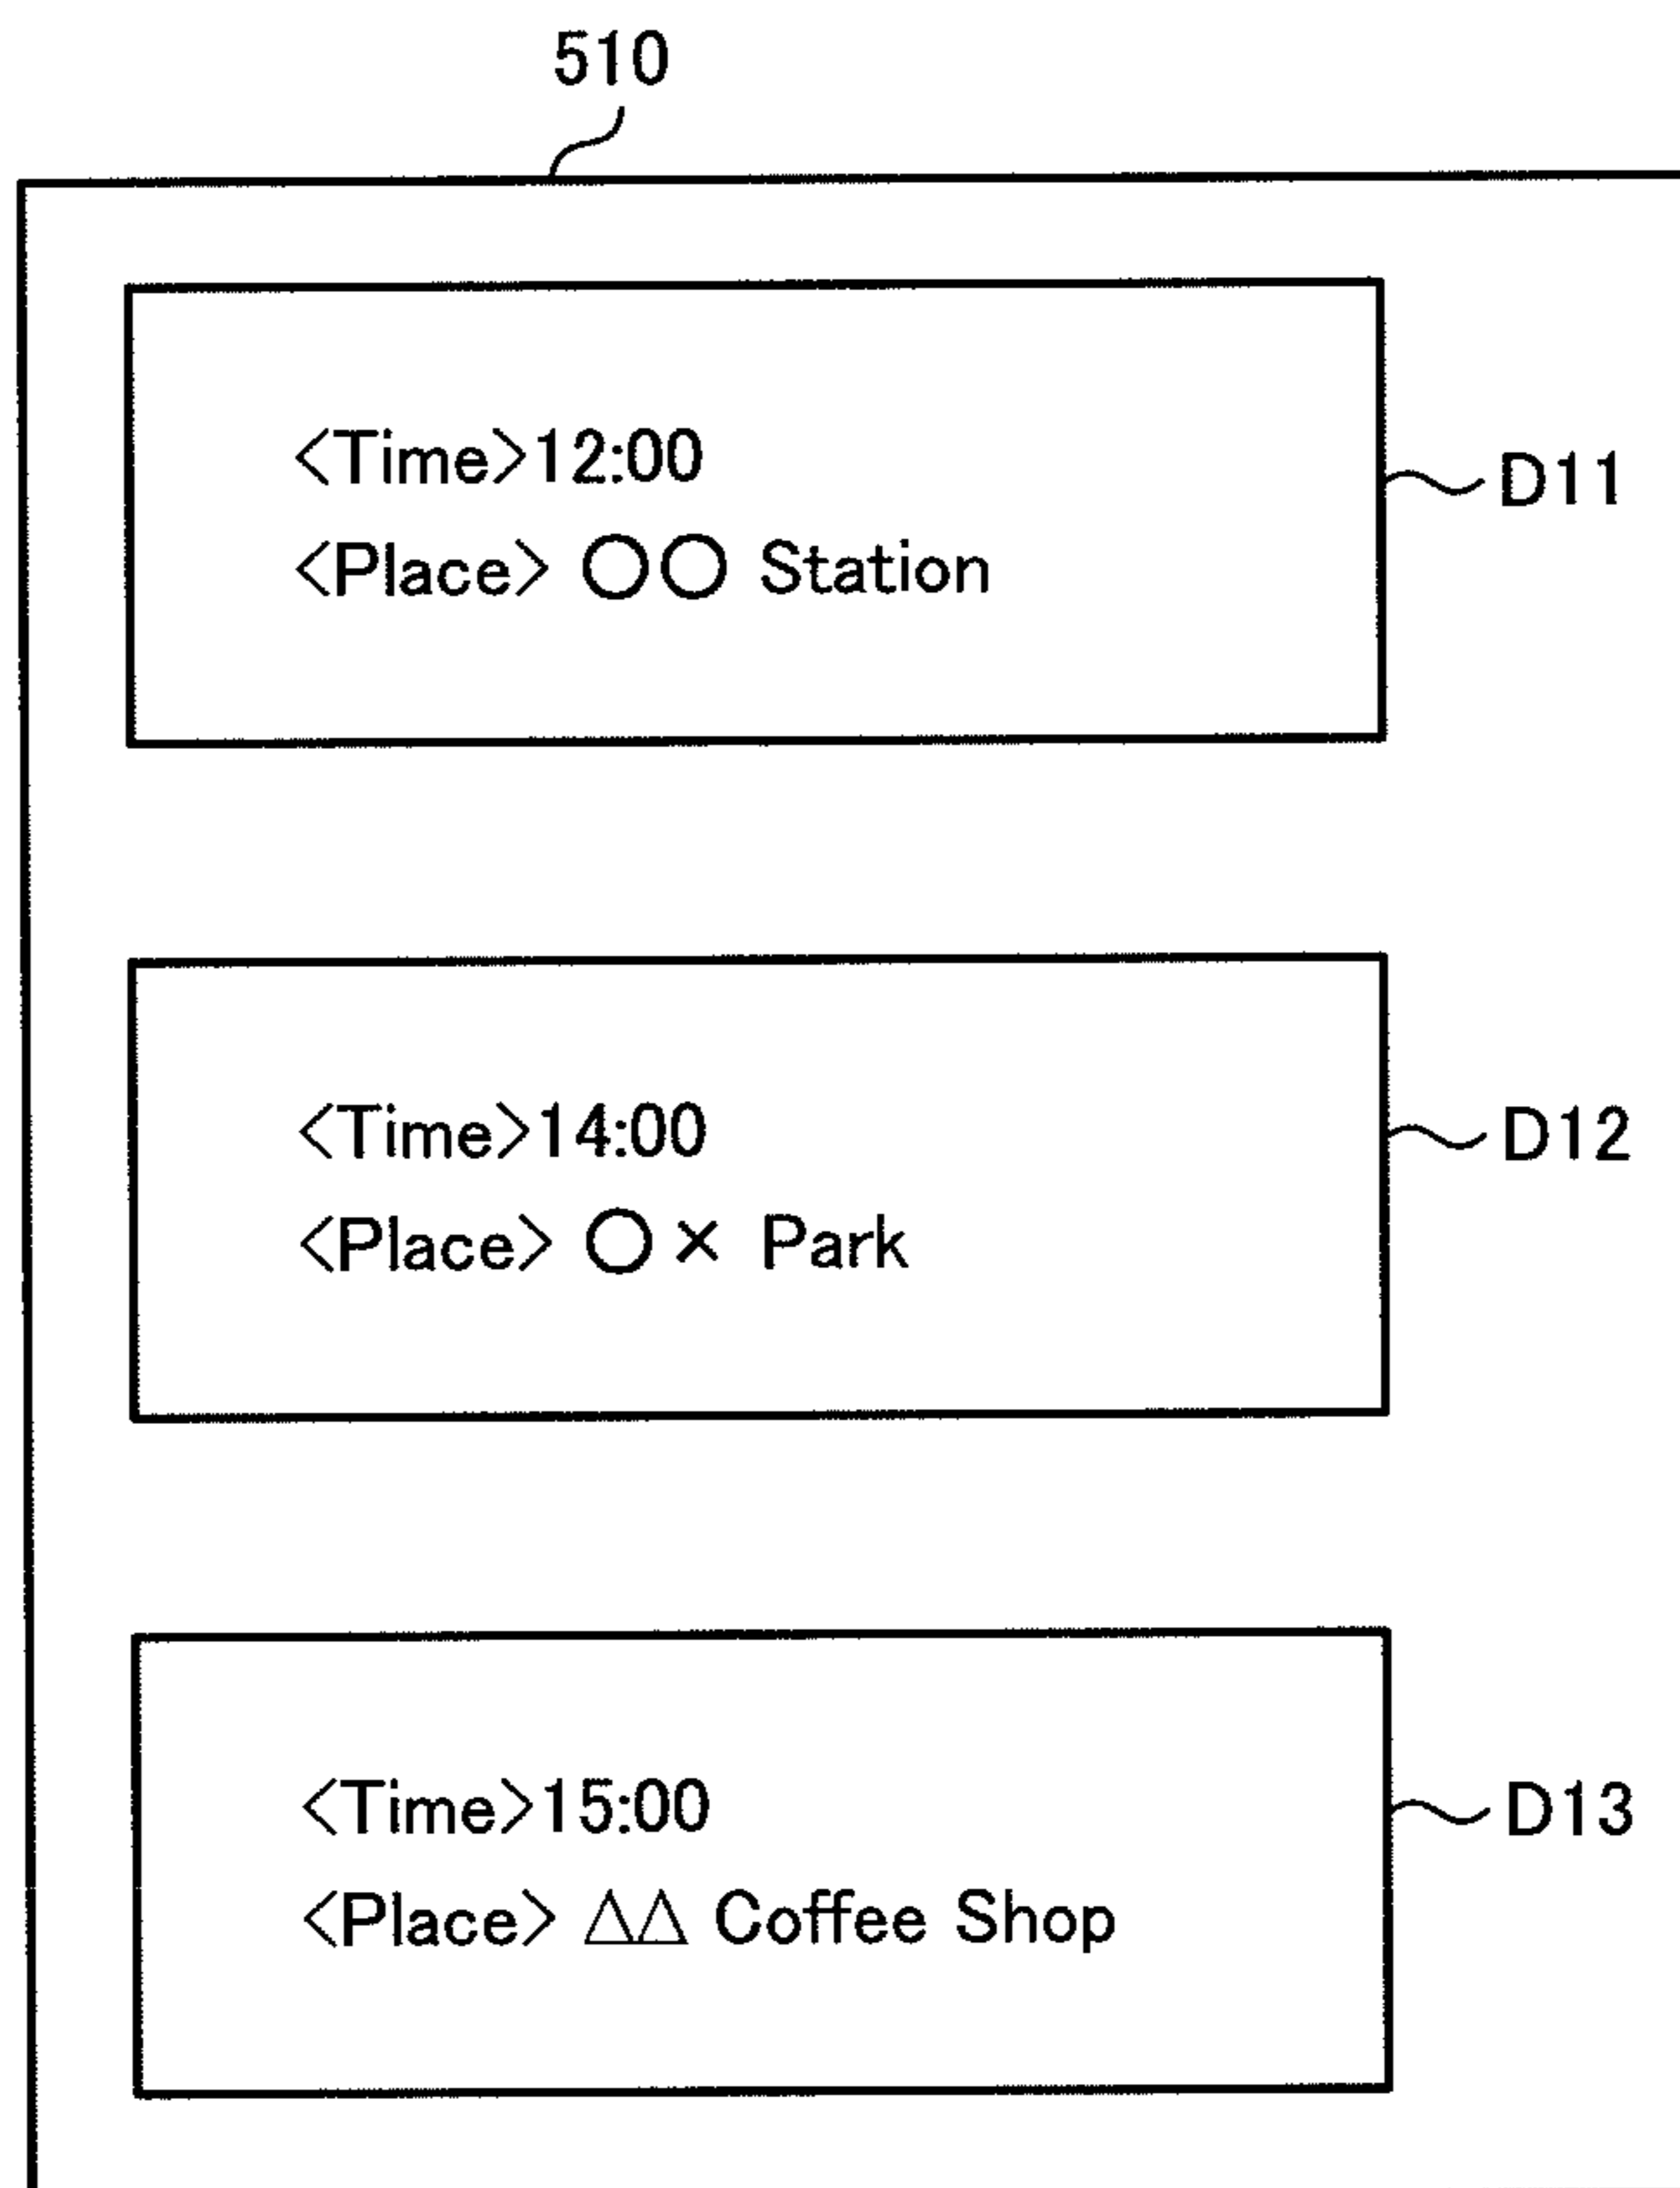 510
<Time>12:00
<Place> ○○ Station
D11
<Time>14:00
<Place> ○× Park
D12
<Time>15:00
<Place> △△ Coffee Shop
D13